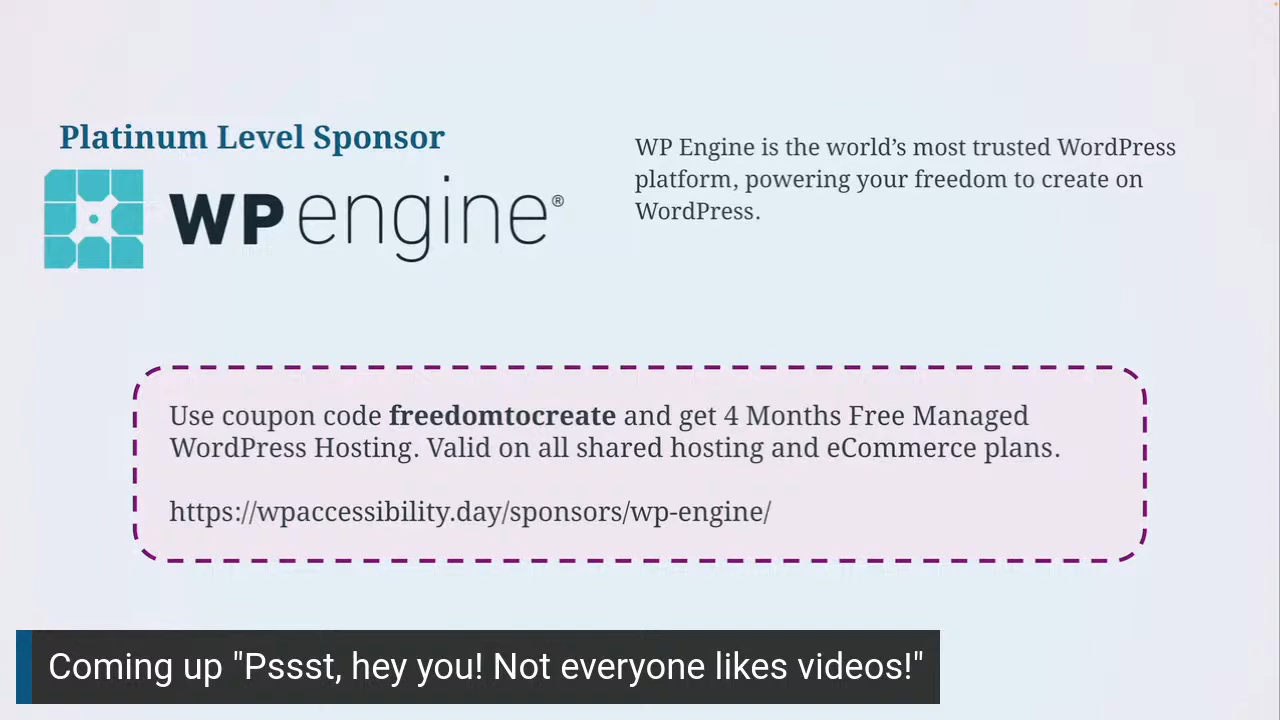 Platinum Level Sponsor
WP engine®
WP Engine is the world’s most trusted WordPress
platform, powering your freedom to create on
WordPress.
Use coupon code freedomtocreate and get 4 Months Free Managed
WordPress Hosting. Valid on all shared hosting and eCommerce plans.
https://wpaccessibility.day/sponsors/wp-engine/
Coming up "Pssst, hey you! Not everyone likes videos!"